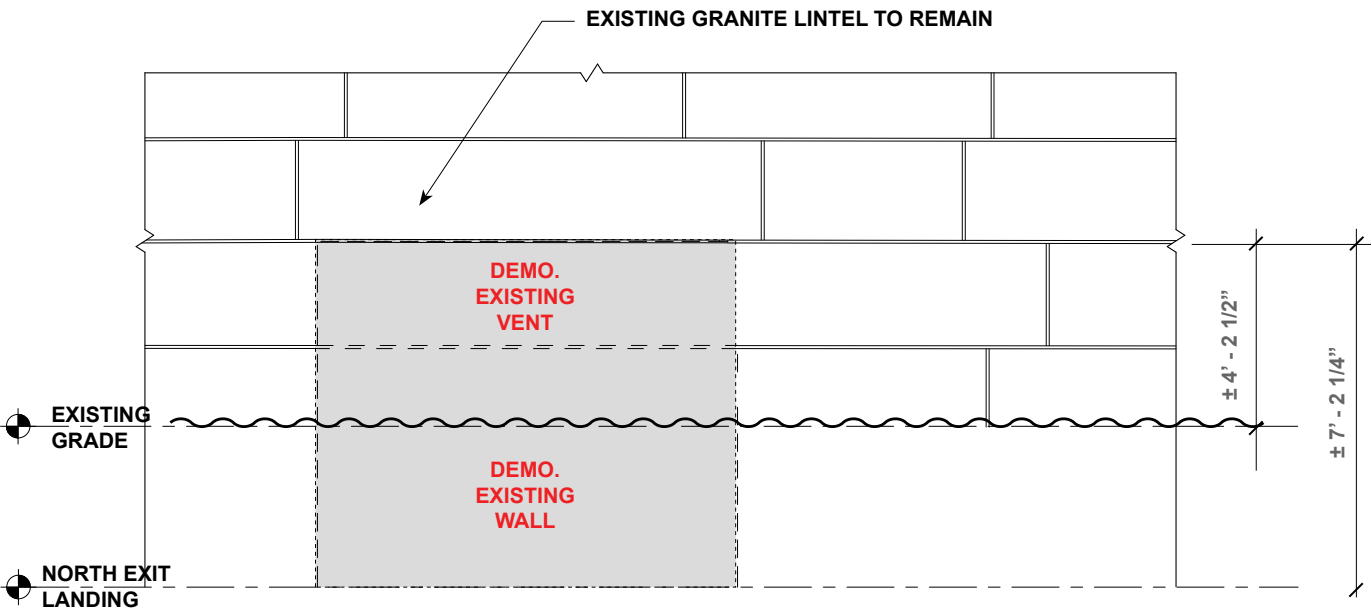 EXISTING GRANITE LINTEL TO REMAIN
DEMO.
EXISTING
VENT
± 4’ - 2 1/2”
± 7’ - 2 1/4”
EXISTING
GRADE
DEMO.
EXISTING
WALL
NORTH EXIT
LANDING